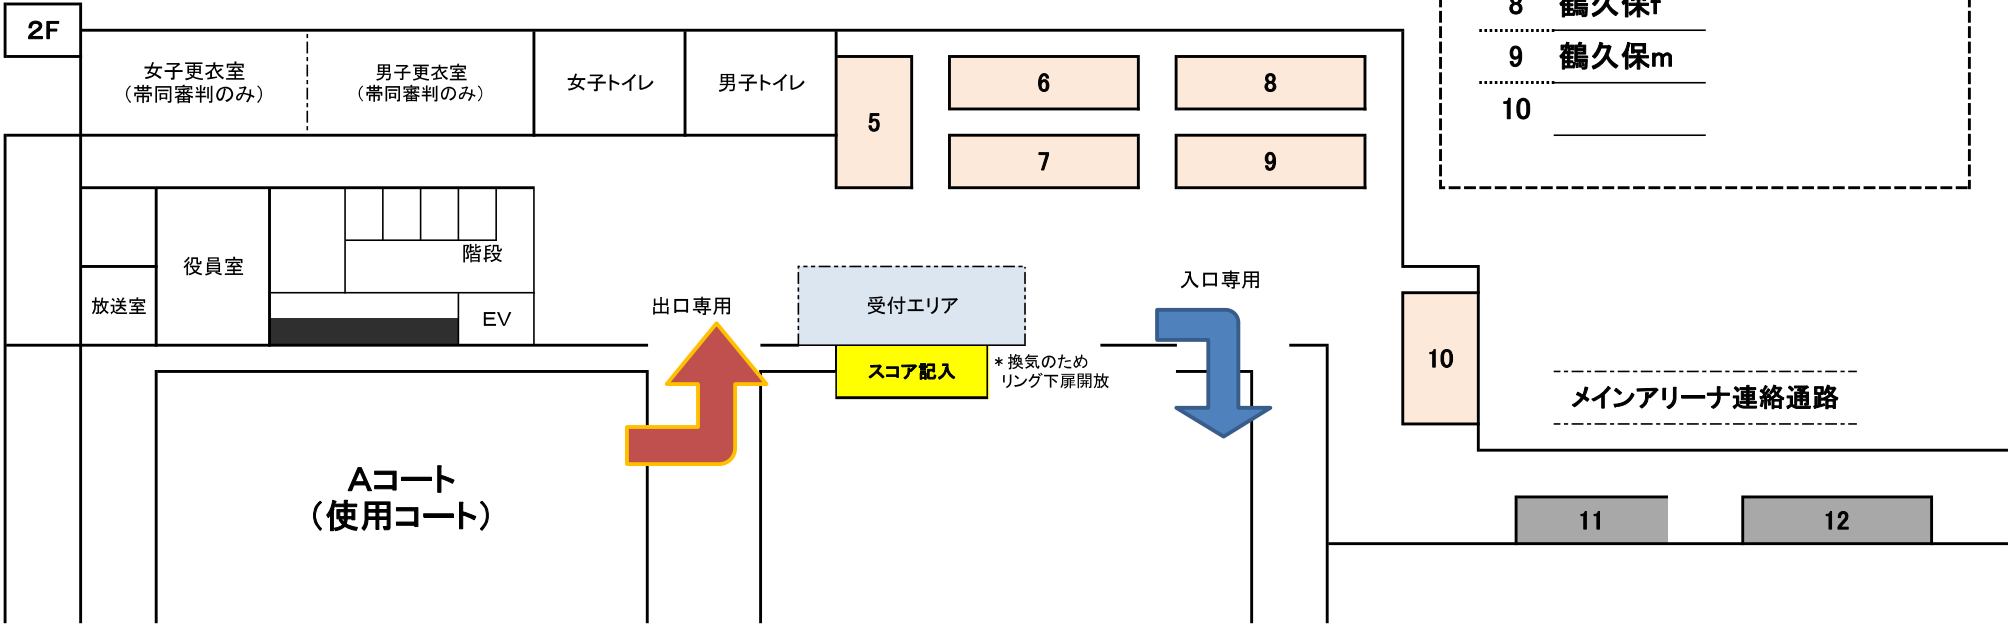 2F
女子更衣室
（帯同審判のみ）
男子更衣室
（帯同審判のみ）
女子トイレ
男子トイレ
5
6
8
7
9
8 鶴久保f
9 鶴久保m
10
役員室
放送室
階段
EV
出口専用
受付エリア
入口専用
スコア記入
＊換気のため
リング下扉開放
10
メインアリーナ連絡通路
Aコート
（使用コート）
11
12